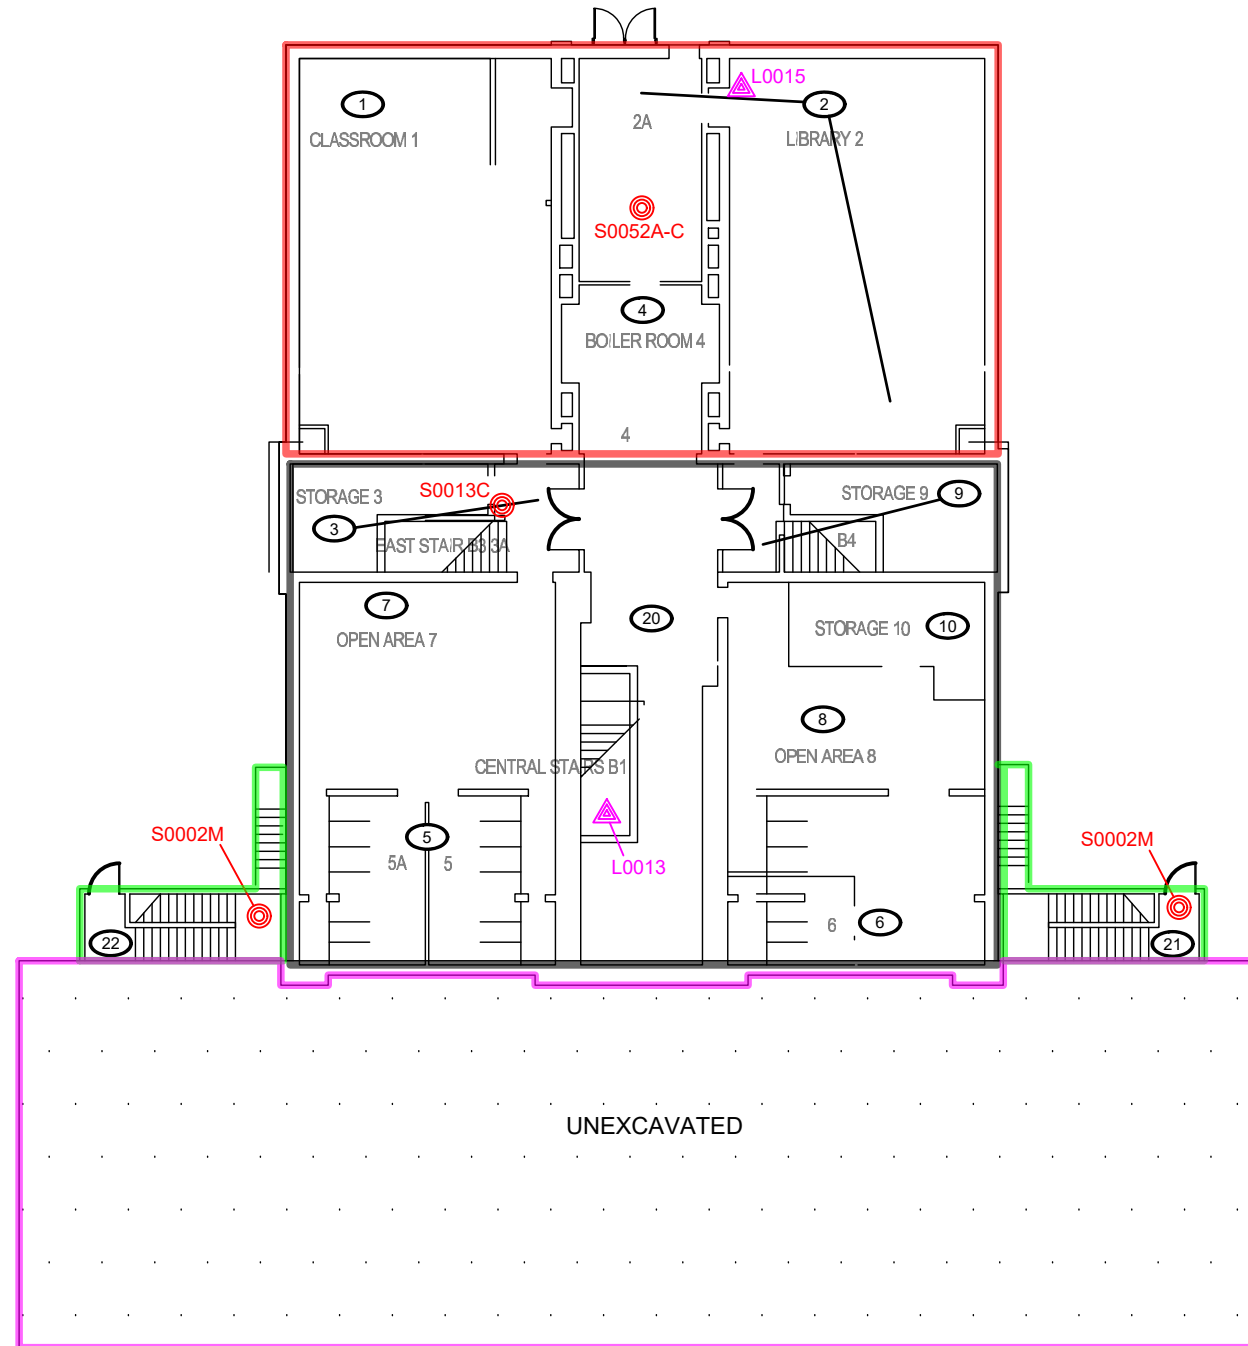 L0015
1
2
CLASSROOM 1
2A
LIBRARY 2
S0052A-C
4
BOILER ROOM 4
4
STORAGE 3
S0013C
STORAGE 9
9
3
EAST STAIR B3 3A
B4
7
20
STORAGE 10
10
OPEN AREA 7
8
OPEN AREA 8
CENTRAL STAIRS B1
S0002M
5
5A
5
L0013
S0002M
6
6
22
21
UNEXCAVATED